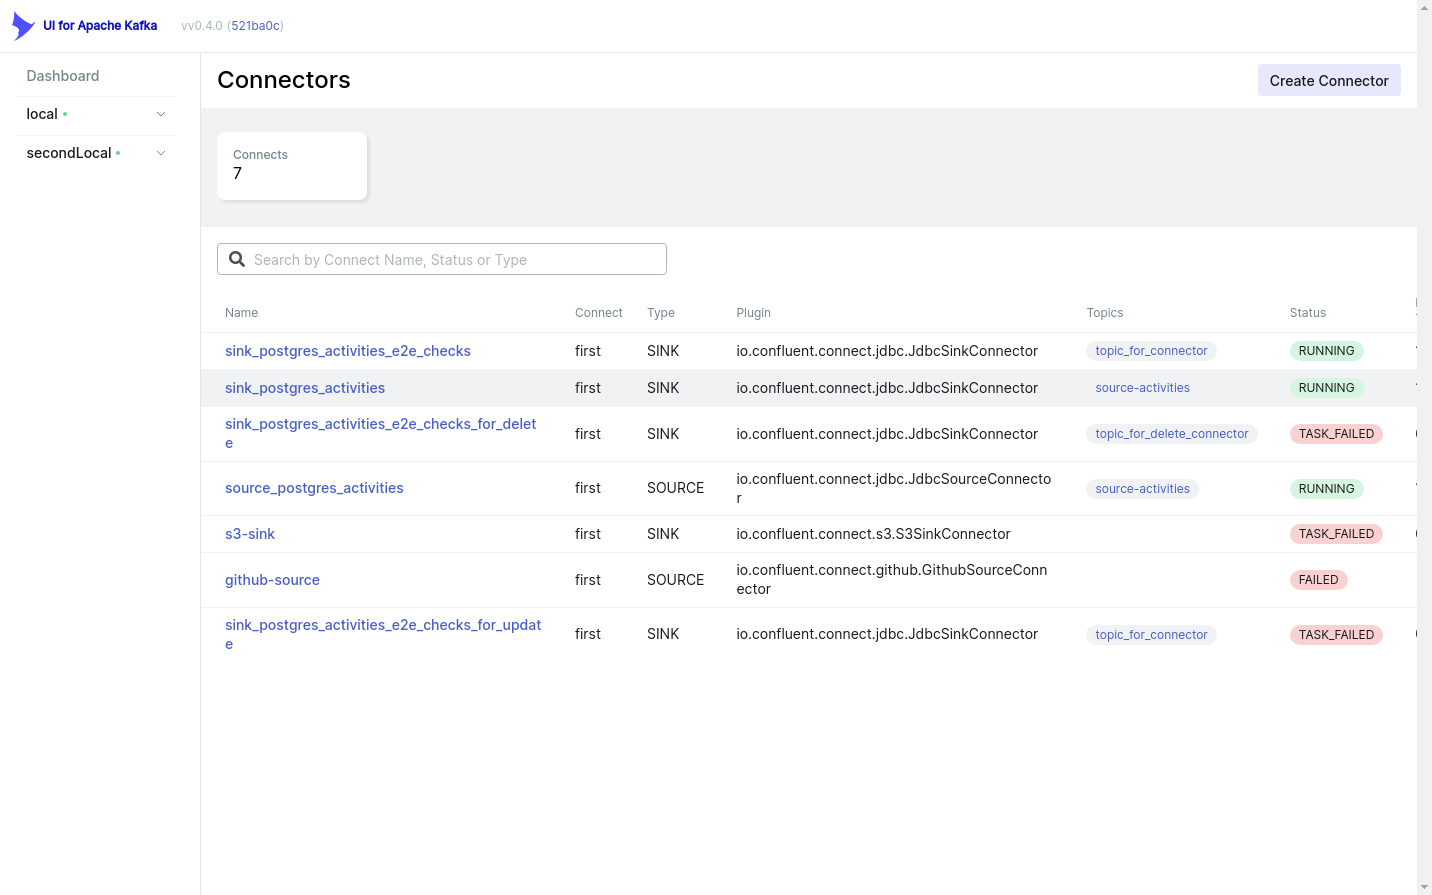 UI for Apache Kafka
vv0.4.0 (521ba0c)
Dashboard
local
secondLocal
Connectors
Create Connector
Connects
7
Search by Connect Name, Status or Type
Name Connect Type Plugin Topics Status
sink_postgres_activities_e2e_checks first SINK io.confluent.connect.jdbc.JdbcSinkConnector topic_for_connector RUNNING
sink_postgres_activities first SINK io.confluent.connect.jdbc.JdbcSinkConnector source-activities RUNNING
sink_postgres_activities_e2e_checks_for_delet
e
first SINK io.confluent.connect.jdbc.JdbcSinkConnector topic_for_delete_connector TASK_FAILED
source_postgres_activities first SOURCE
io.confluent.connect.jdbc.JdbcSourceConnecto
r
source-activities RUNNING
s3-sink first SINK io.confluent.connect.s3.S3SinkConnector TASK_FAILED
github-source first SOURCE
io.confluent.connect.github.GithubSourceConn
ector
FAILED
sink_postgres_activities_e2e_checks_for_updat
e
first SINK io.confluent.connect.jdbc.JdbcSinkConnector topic_for_connector TASK_FAILED